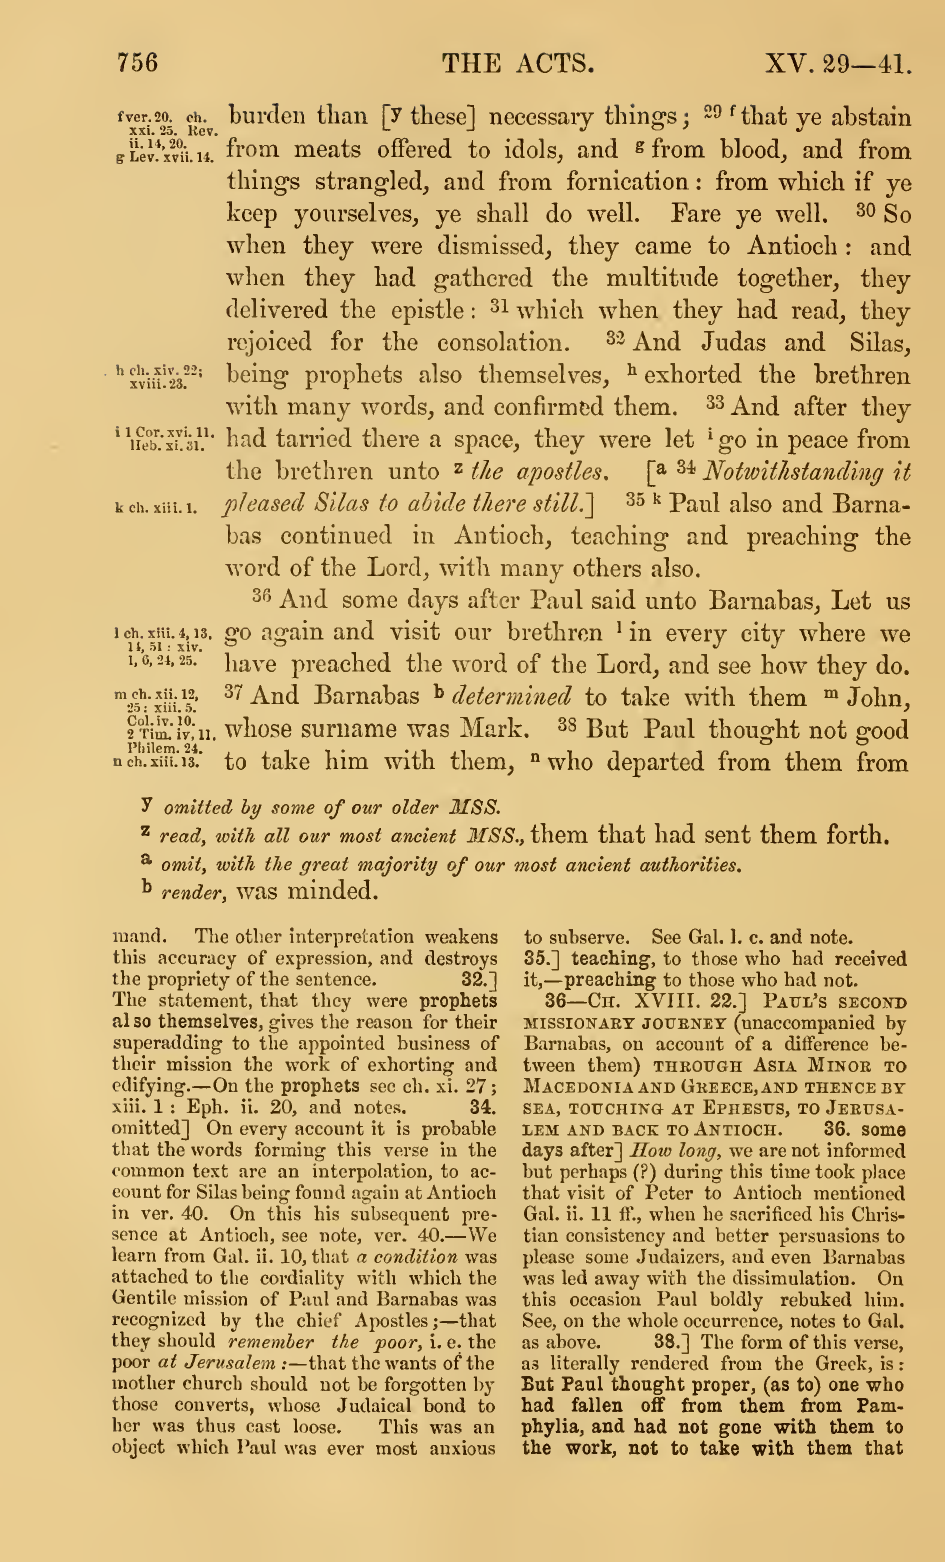 756 THE ACTS. XV. 29—41.
f ver. 20. ch.
xxi. 25. Rev.
ii. 14, 20.
g Lev. xvii. 14.
burden than [y these] necessary things; 29 f that ye abstain
from meats offered to idols, and g from blood, and from
things strangled, and from fornication: from which if ye
keep yourselves, ye shall do well. Fare ye well. 30 So
when they were dismissed, they came to Antioch: and
when they had gathered the multitude together, they
delivered the epistle: 31 which when they had read, they
rejoiced for the consolation. 32 And Judas and Silas,
h ch. xiv. 22;
xviii. 23.
being prophets also themselves, h exhorted the brethren
with many words, and confirmed them. 33 And after they
i 1 Cor. xvi. 11.
Heb. xi. 31.
had tarried there a space, they were let i go in peace from
the brethren unto z the apostles. [a 34 Notwithstanding it
k ch. xiii. 1.
pleased Silas to abide there still.] 35 k Paul also and Barna-
bas continued in Antioch, teaching and preaching the
word of the Lord, with many others also.
36 And some days after Paul said unto Barnabas, Let us
l ch. xiii. 4, 13,
14, 51: xiv.
1, 6, 24, 25.
go again and visit our brethren l in every city where we
have preached the word of the Lord, and see how they do.
m ch. xii. 12,
25: xiii. 5.
Col. iv. 10.
2 Tim. iv, 11,
Philem. 24.
n ch. xiii. 13.
37 And Barnabas b determined to take with them m John,
whose surname was Mark. 38 But Paul thought not good
to take him with them, n who departed from them from
y omitted by some of our older MSS.
z read, with all our most ancient MSS., them that had sent them forth.
a omit, with the great majority of our most ancient authorities.
b render, was minded.
mand. The other interpretation weakens
this accuracy of expression, and destroys
the propriety of the sentence. 32.]
The statement, that they were prophets
also themselves, gives the reason for their
superadding to the appointed business of
their mission the work of exhorting and
edifying.—On the prophets see ch. xi. 27;
xiii. 1: Eph. ii. 20, and notes. 34.
omitted] On every account it is probable
that the words forming this verse in the
common text are an interpolation, to ac-
count for Silas being found again at Antioch
in ver. 40. On this his subsequent pre-
sence at Antioch, see note, ver. 40.—We
learn from Gal. ii. 10, that a condition was
attached to the cordiality with which the
Gentile mission of Paul and Barnabas was
recognized by the chief Apostles;—that
they should remember the poor, i. e. the
poor at Jerusalem:—that the wants of the
mother church should not be forgotten by
those converts, whose Judaical bond to
her was thus cast loose. This was an
object which Paul was ever most anxious
to subserve. See Gal. l. c. and note.
35.] teaching, to those who had received
it,—preaching to those who had not.
36—CH. XVIII. 22.] PAUL'S SECOND
MISSIONARY JOURNEY (unaccompanied by
Barnabas, on account of a difference be-
tween them) THROUGH ASIA MINOR TO
MACEDONIA AND GREECE, AND THENCE BY
SEA, TOUCHING AT EPHESUS, TO JERUSA-
LEM AND BACK TO ANTIOCH. 36. some
days after] How long, we are not informed
but perhaps (?) during this time took place
that visit of Peter to Antioch mentioned
Gal. ii. 11 ff., when he sacrificed his Chris-
tian consistency and better persuasions to
please some Judaizers, and even Barnabas
was led away with the dissimulation. On
this occasion Paul boldly rebuked him.
See, on the whole occurrence, notes to Gal.
as above. 38.] The form of this verse,
as literally rendered from the Greek, is:
But Paul thought proper, (as to) one who
had fallen off from them from Pam-
phylia, and had not gone with them to
the work, not to take with them that